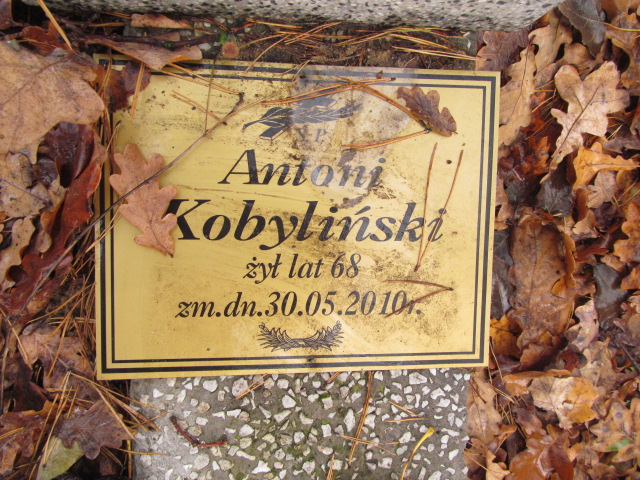 Ś.P.
Antoni
Kobyliński
żył lat 68
zm.dn.30.05.2010r.